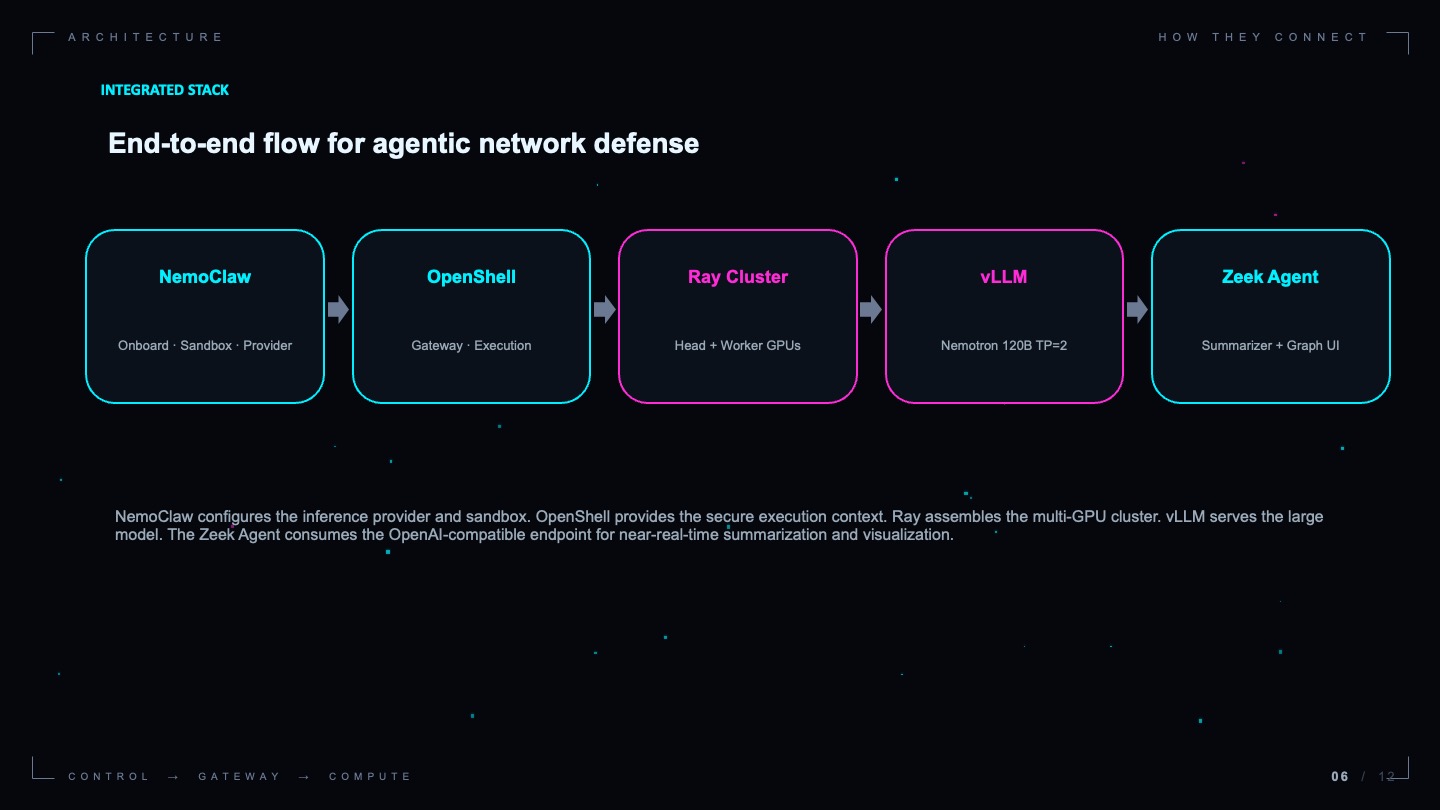 ARCHITECTURE
HOW THEY CONNECT
INTEGRATED STACK
End-to-end flow for agentic network defense
NemoClaw
Onboard · Sandbox · Provider
OpenShell
Gateway · Execution
Ray Cluster
Head + Worker GPUs
vLLM
Nemotron 120B TP=2
Zeek Agent
Summarizer + Graph UI
NemoClaw configures the inference provider and sandbox. OpenShell provides the secure execution context. Ray assembles the multi-GPU cluster. vLLM serves the large
model. The Zeek Agent consumes the OpenAI-compatible endpoint for near-real-time summarization and visualization.
CONTROL → GATEWAY → COMPUTE
06 / 12